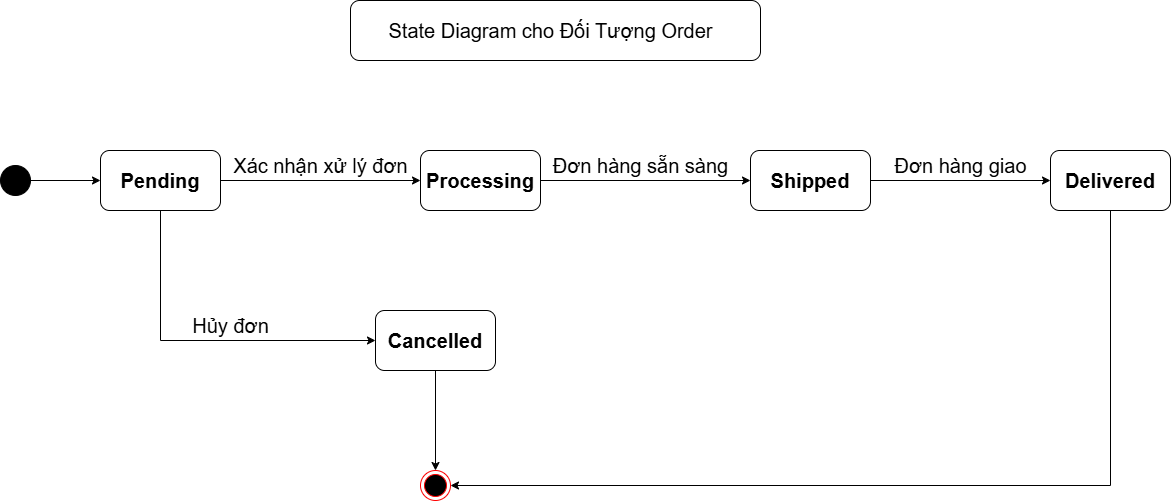 State Diagram cho Đối Tượng Order
Pending
Xác nhận xử lý đơn
Processing
Đơn hàng sẵn sàng
Shipped
Đơn hàng giao
Delivered
Hủy đơn
Cancelled